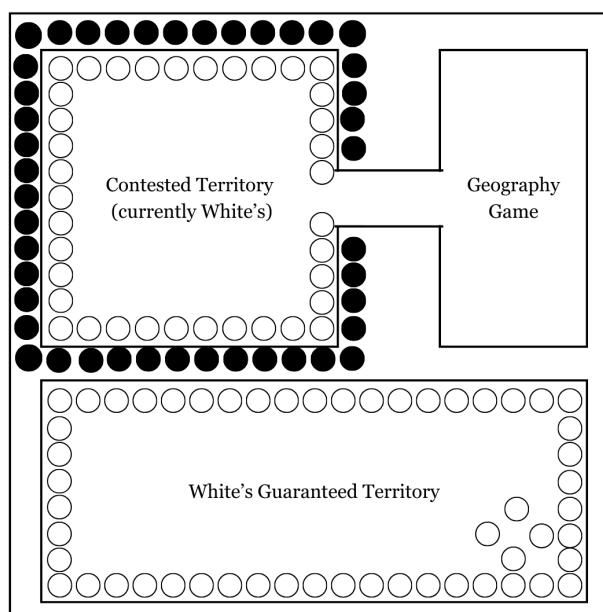 Contested Territory
(currently White’s)
Geography
Game
White’s Guaranteed Territory